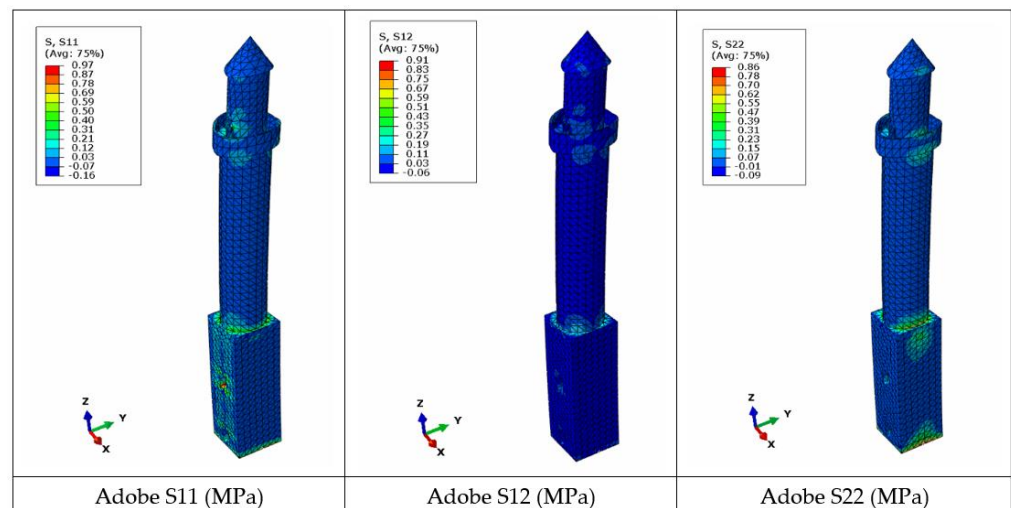 S, S11
(Avg: 75%)
0.97
0.87
0.78
0.69
0.59
0.50
0.40
0.31
0.21
0.12
0.03
-0.07
-0.16
Z
Y
X
Adobe S11 (MPa)
S, S12
(Avg: 75%)
0.91
0.83
0.75
0.67
0.59
0.51
0.43
0.35
0.27
0.19
0.11
0.03
-0.06
Z
Y
X
Adobe S12 (MPa)
S, S22
(Avg: 75%)
0.86
0.78
0.70
0.62
0.55
0.47
0.39
0.31
0.23
0.15
0.07
-0.01
-0.09
Z
Y
X
Adobe S22 (MPa)